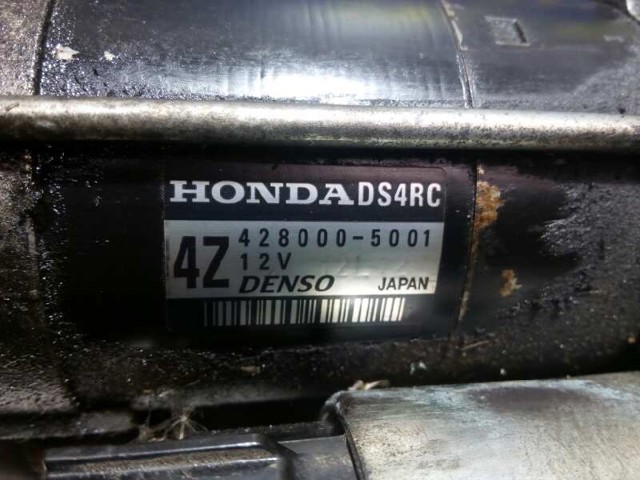 HONDA DS4RC
4Z 428000-5001
12V
DENSO JAPAN